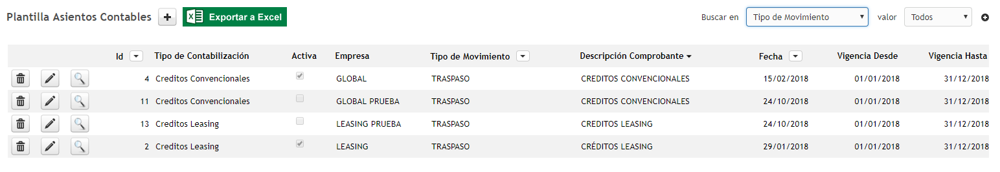 Plantilla Asientos Contables Exportar a Excel Buscar en Tipo de Movimiento valor Todos
Id Tipo de Contabilización Activa Empresa Tipo de Movimiento Descripción Comprobante Fecha Vigencia Desde Vigencia Hasta
4 Creditos Convencionales GLOBAL TRASPASO CREDITOS CONVENCIONALES 15/02/2018 01/01/2018 31/12/2018
11 Creditos Convencionales GLOBAL PRUEBA TRASPASO CREDITOS CONVENCIONALES 24/10/2018 01/01/2018 31/12/2018
13 Creditos Leasing LEASING PRUEBA TRASPASO CREDITOS LEASING 24/10/2018 01/01/2018 31/12/2018
2 Creditos Leasing LEASING TRASPASO CRÉDITOS LEASING 29/01/2018 01/01/2018 31/12/2018